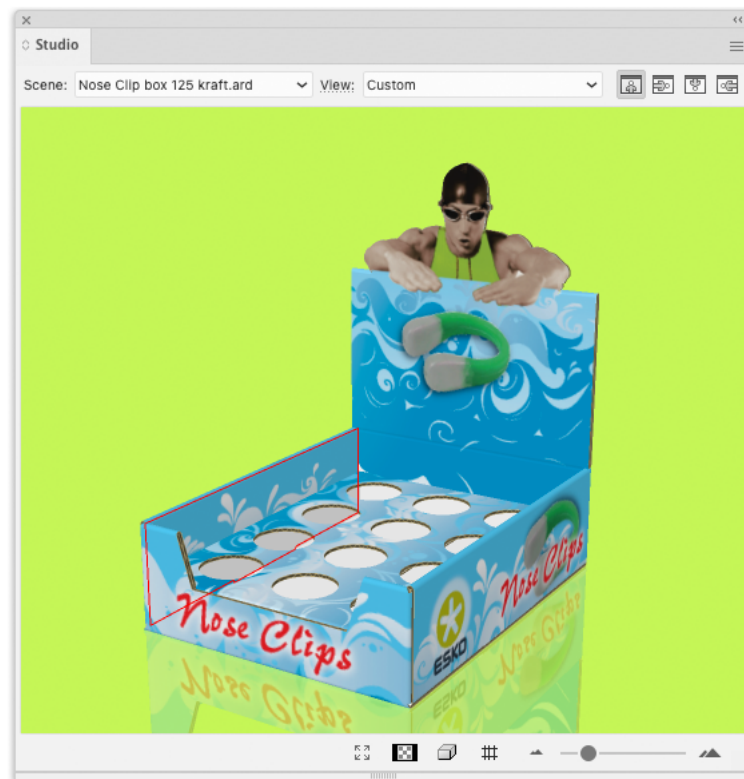 Studio
Scene: Nose Clip box 125 kraft.ard View: Custom
Nose Clips
Nose Clips
ESKO